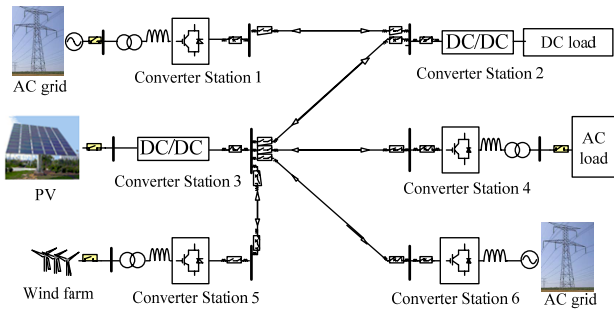 AC grid
Converter Station 1
DC/DC
DC load
Converter Station 2
PV
DC/DC
Converter Station 3
Converter Station 4
AC
load
Wind farm
Converter Station 5
Converter Station 6
AC grid